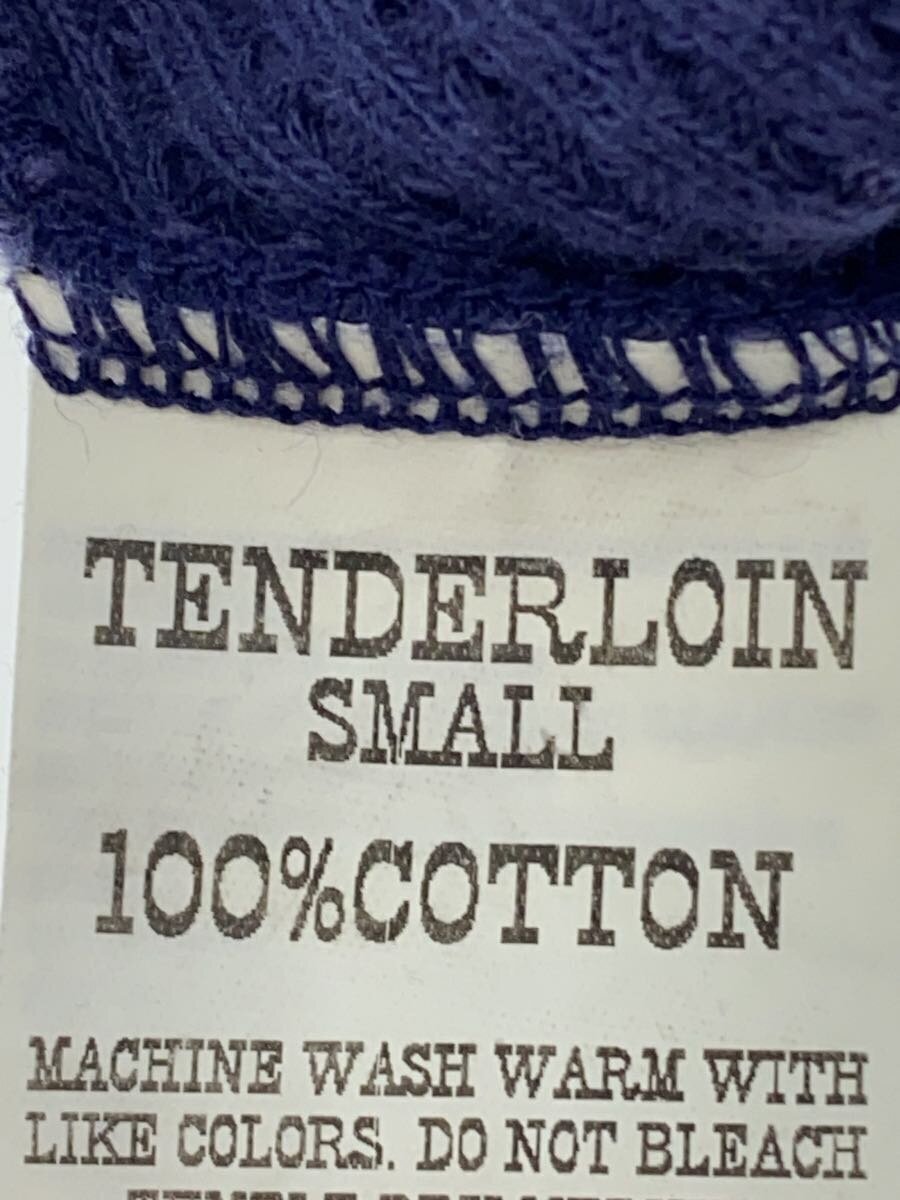 TENDERLOIN
SMALL
100%COTTON
MACHINE WASH WARM WITH
LIKE COLORS. DO NOT BLEACH